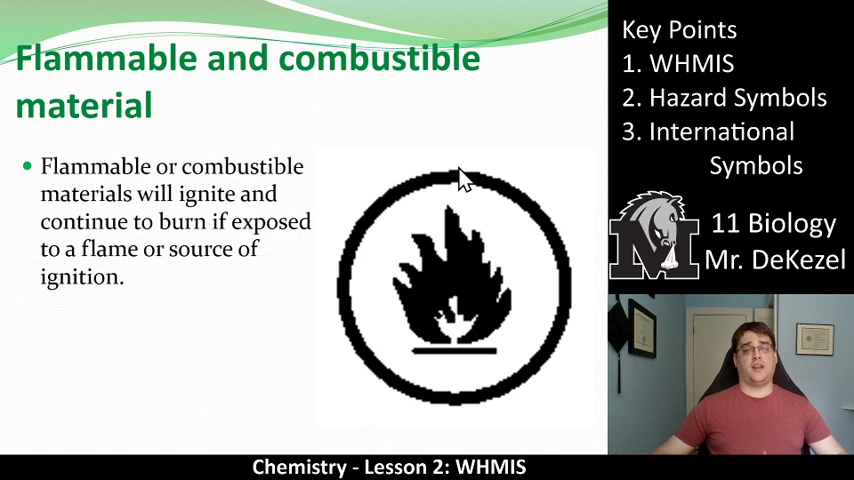 Flammable and combustible
material
Flammable or combustible
materials will ignite and
continue to burn if exposed
to a flame or source of
ignition.
Key Points
1. WHMIS
2. Hazard Symbols
3. International
Symbols
M
11 Biology
Mr. DeKezel
Chemistry - Lesson 2: WHMIS